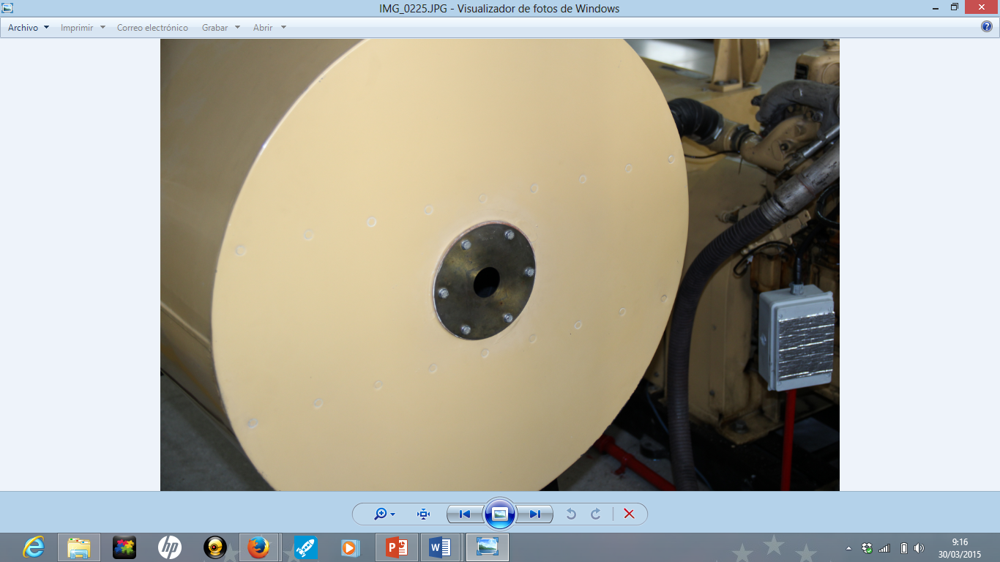 IMG_0225.JPG - Visualizador de fotos de Windows
Archivo Imprimir Correo electrónico Grabar Abrir
hp
9:16
30/03/2015